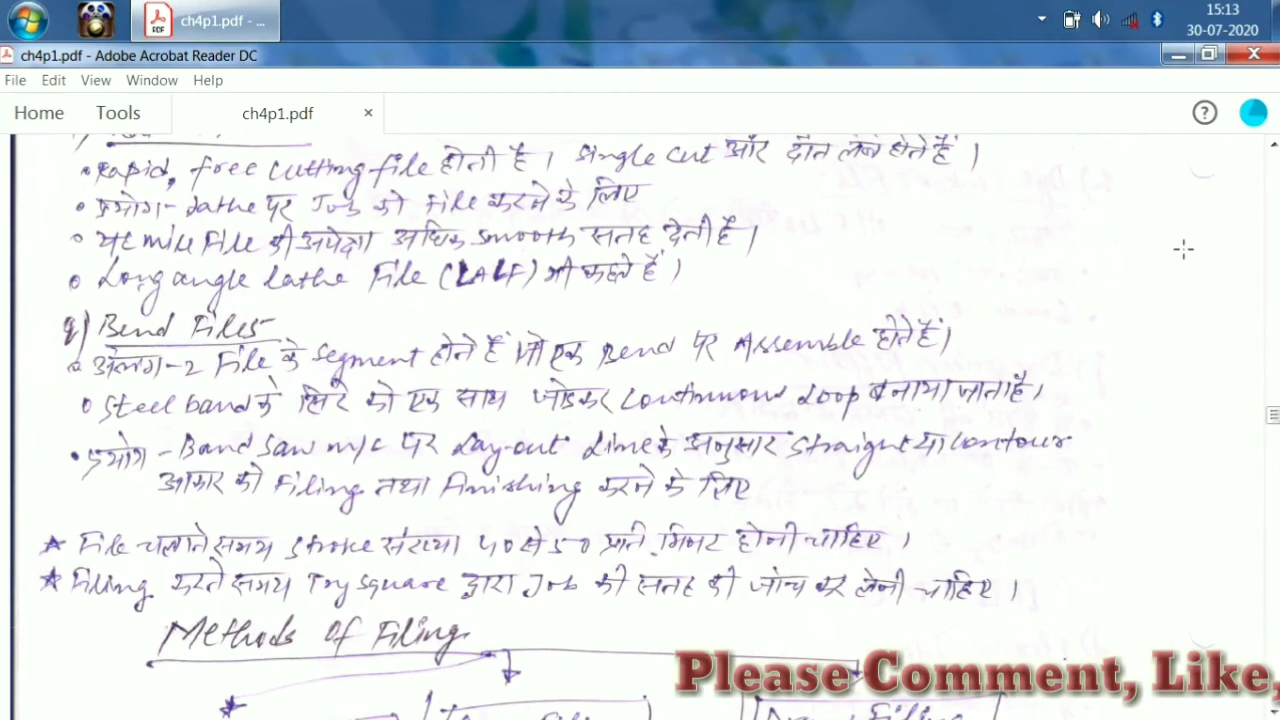 15:13
ch4p1.pdf - ...
30-07-2020
ch4p1.pdf - Adobe Acrobat Reader DC
File Edit View Window Help
Home Tools ch4p1.pdf
Rapid, free cutting file होती है। Single cut और दाँते लंबे होते हैं।
प्रयोग - Lathe पर Job को File करने के लिए
यह Mill File की अपेक्षा अधिक smooth सतह देती है।
Long angle Lathe File (LALF) भी कहते हैं।
Bend Files
अलग-2 File के Segment होते हैं जो एक Bend पर Assemble होते हैं।
Steel band के सिरे को एक साथ जोडकर Continuous Loop बनाया जाता है।
प्रयोग - Band Saw M/c पर Lay-out Line के अनुसार Straight या Contour
आकार को Filing तथा Finishing करने के लिए
★ File चलाते समय Stroke संख्या 40 से 50 प्रति मिनट होनी चाहिए।
★ Filing करते समय Try square द्वारा Job की सतह की जाँच कर लेनी चाहिए।
Methods Of Filing
Please Comment, Like,